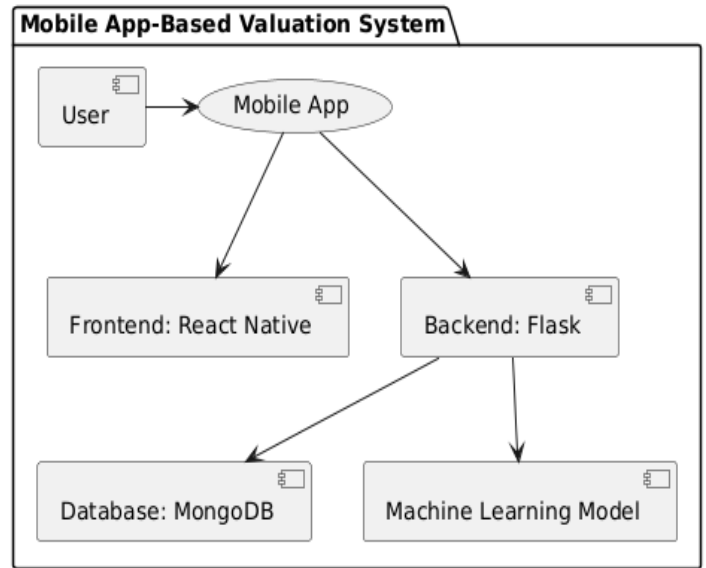 Mobile App-Based Valuation System
User
Mobile App
Frontend: React Native
Backend: Flask
Database: MongoDB
Machine Learning Model